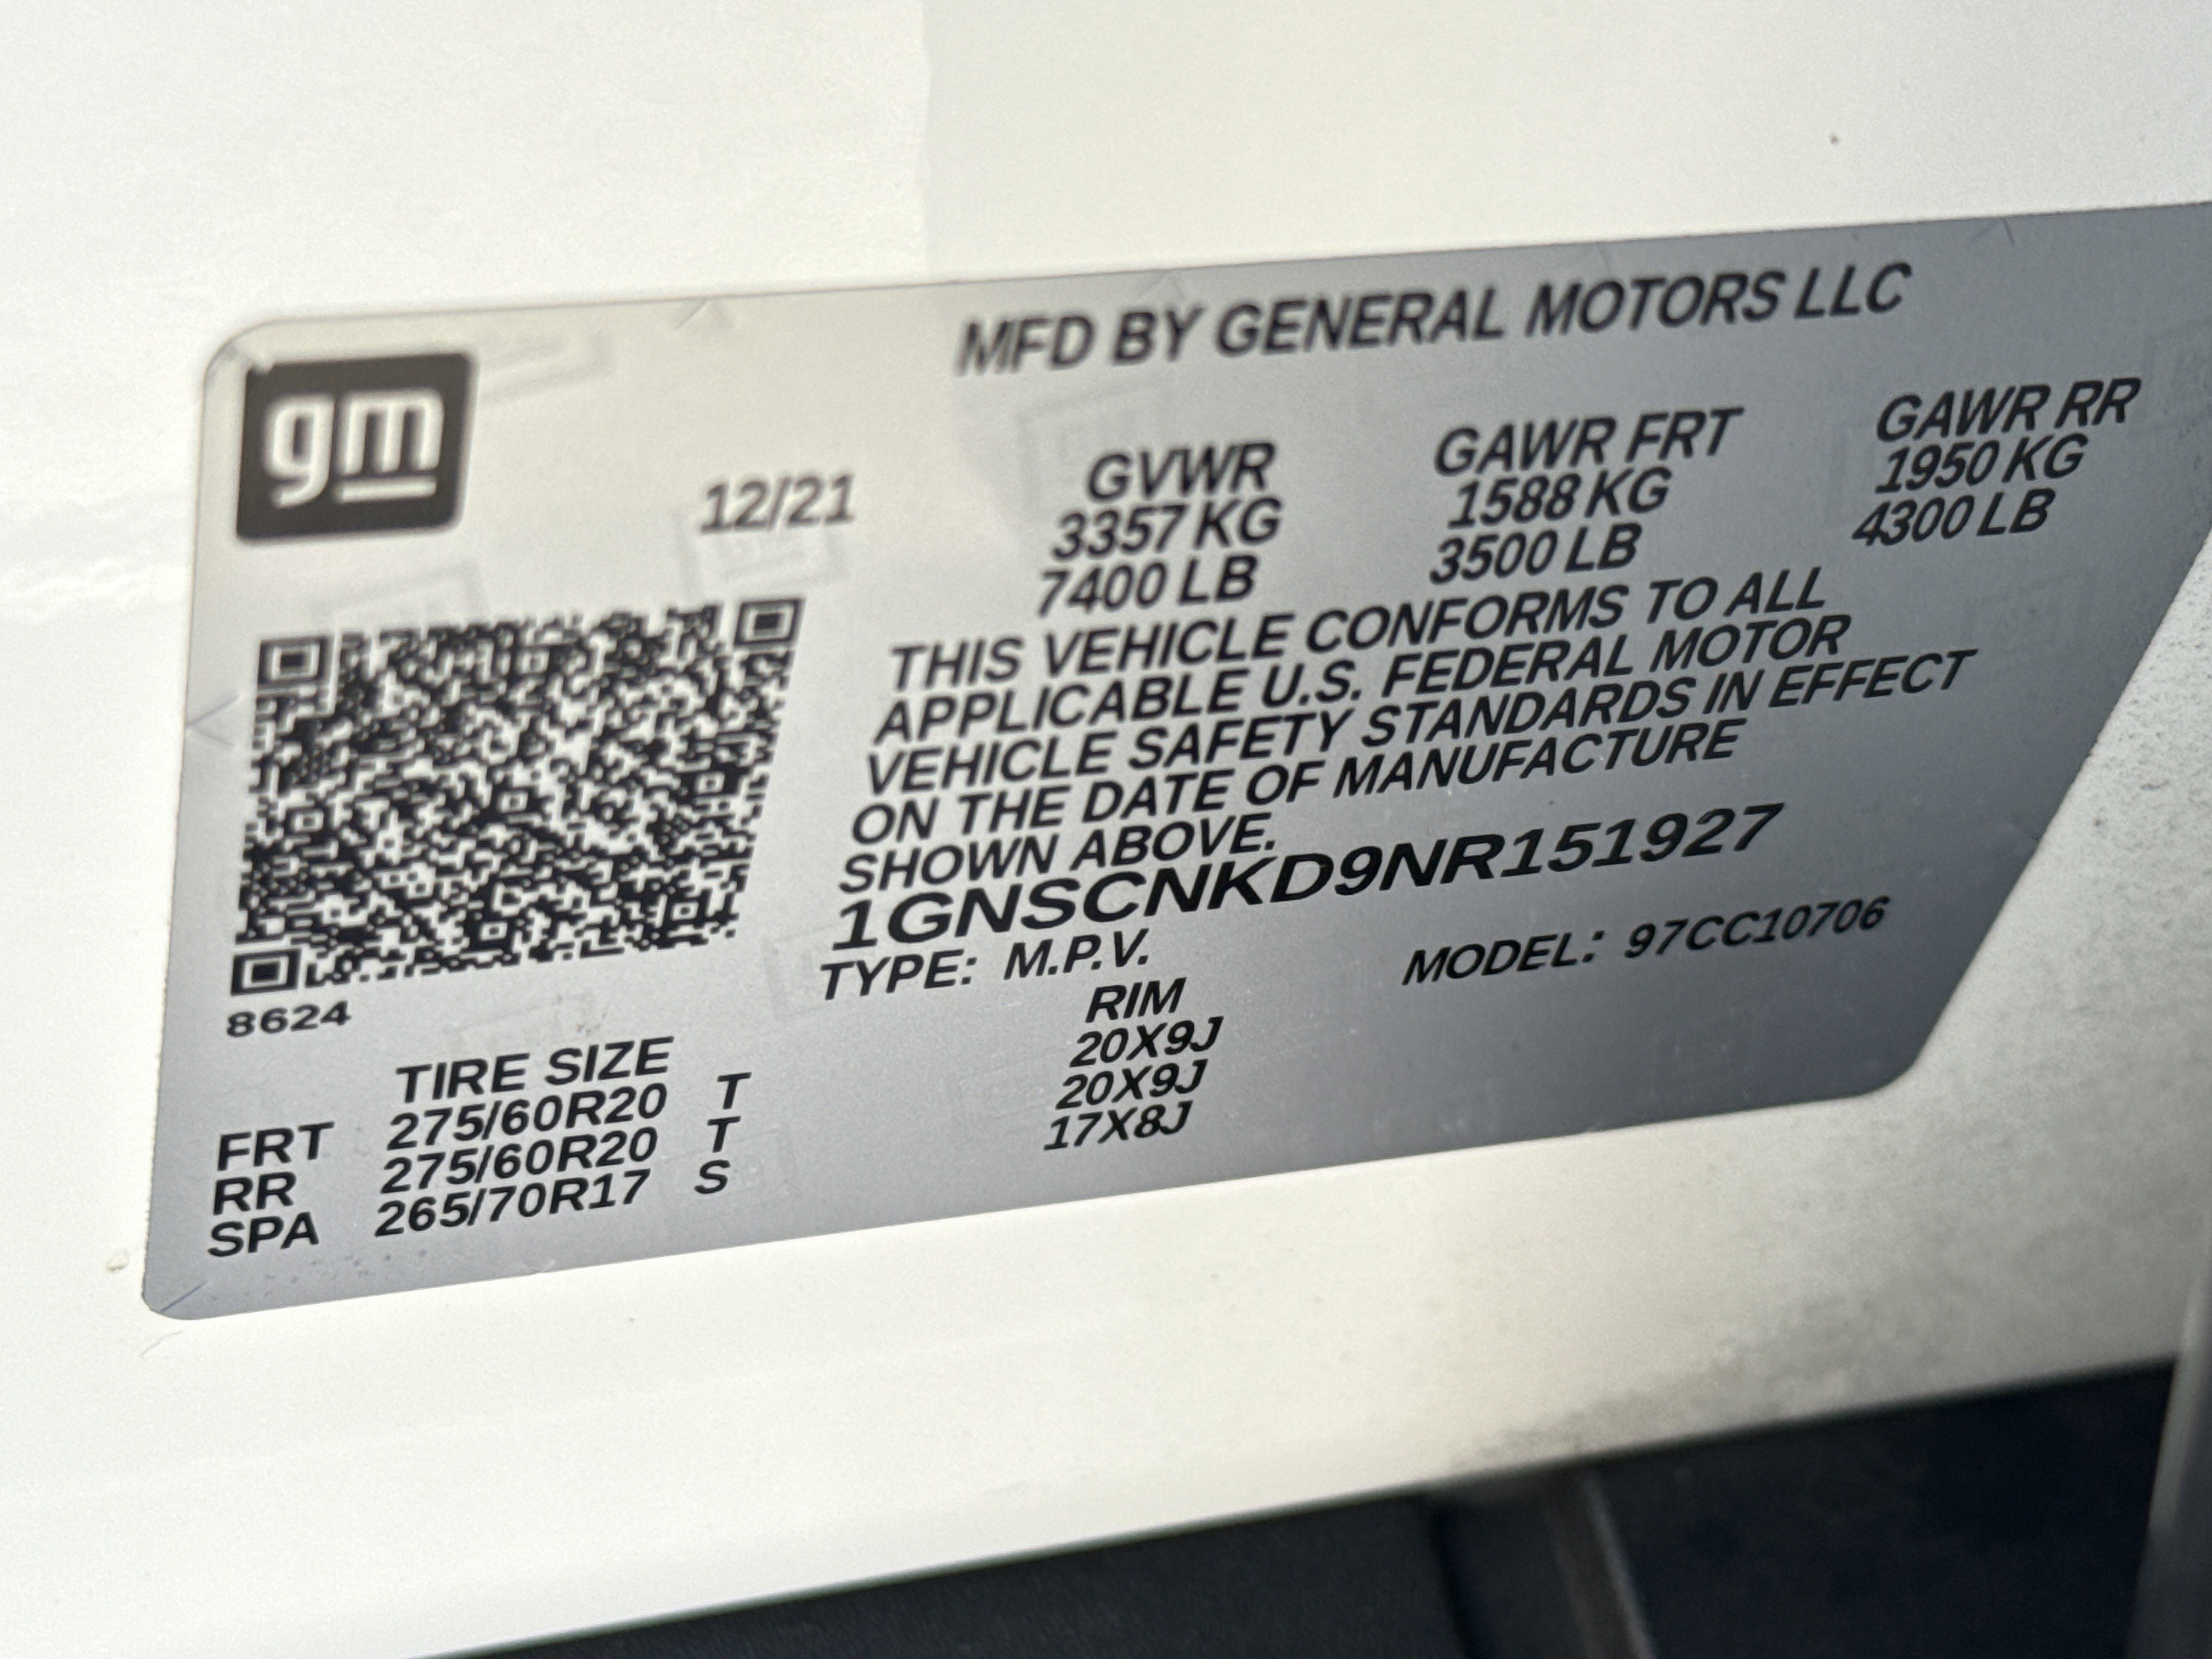 gm
MFD BY GENERAL MOTORS LLC
12/21
GVWR GAWR FRT GAWR RR
3357 KG 1588 KG 1950 KG
7400 LB 3500 LB 4300 LB
THIS VEHICLE CONFORMS TO ALL
APPLICABLE U.S. FEDERAL MOTOR
VEHICLE SAFETY STANDARDS IN EFFECT
ON THE DATE OF MANUFACTURE
SHOWN ABOVE.
1GNSCNKD9NR151927
TYPE: M.P.V. MODEL: 97CC10706
8624
TIRE SIZE RIM
FRT 275/60R20 T 20X9J
RR 275/60R20 T 20X9J
SPA 265/70R17 S 17X8J